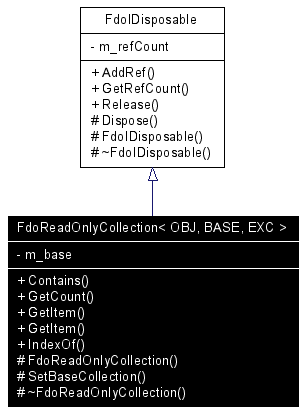 FdoIDisposable
- m_refCount
+ AddRef()
+ GetRefCount()
+ Release()
# Dispose()
# FdoIDisposable()
# ~FdoIDisposable()
FdoReadOnlyCollection< OBJ, BASE, EXC >
- m_base
+ Contains()
+ GetCount()
+ GetItem()
+ GetItem()
+ IndexOf()
# FdoReadOnlyCollection()
# SetBaseCollection()
# ~FdoReadOnlyCollection()